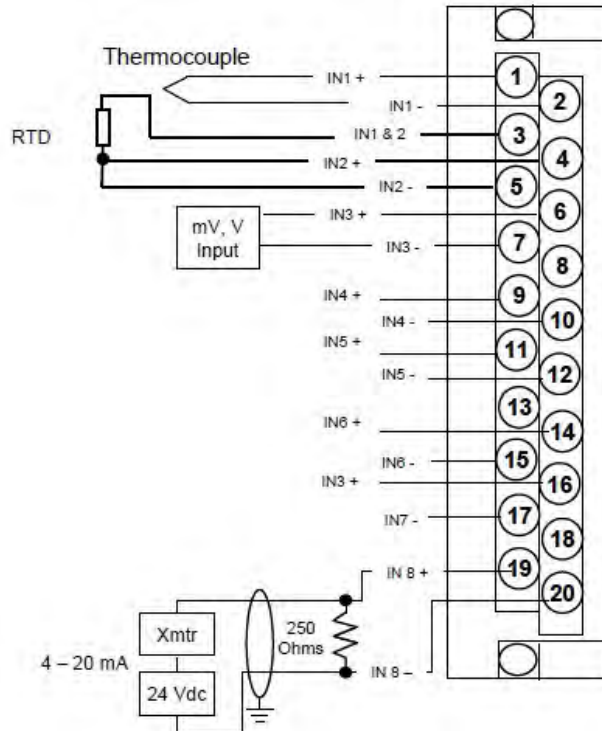 Thermocouple
IN1 +
1
IN1 -
2
RTD
IN1 & 2
3
IN2 +
4
IN2 -
5
mV, V
Input
IN3 +
6
IN3 -
7
8
IN4 +
9
IN4 -
10
IN5 +
11
IN5 -
12
13
IN6 +
14
IN6 -
15
IN3 +
16
IN7 -
17
18
IN 8 +
19
20
Xmtr
250
Ohms
4 – 20 mA
24 Vdc
IN 8 –